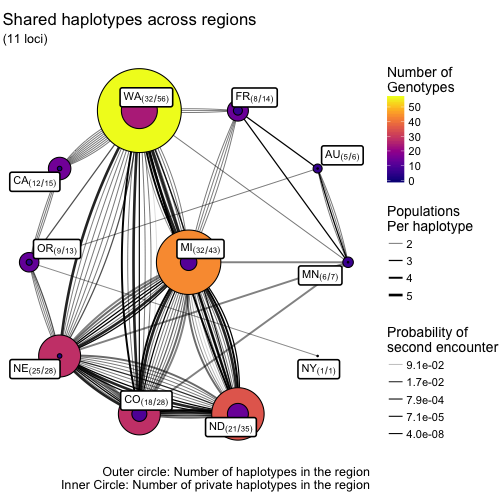 Shared haplotypes across regions
(11 loci)
WA(32/56)
FR(8/14)
AU(5/6)
CA(12/15)
OR(9/13)
MI(32/43)
MN(6/7)
NE(25/28)
NY(1/1)
CO(18/28)
ND(21/35)
Number of
Genotypes
50
40
30
20
10
0
Populations
Per haplotype
2
3
4
5
Probability of
second encounter
9.1e-02
1.7e-02
7.9e-04
7.1e-05
4.0e-08
Outer circle: Number of haplotypes in the region
Inner Circle: Number of private haplotypes in the region